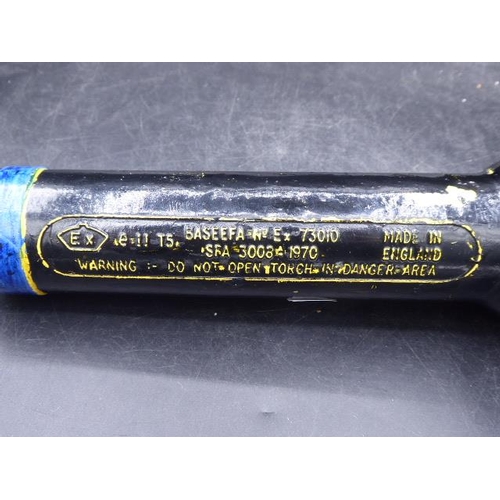 Ex e II T5 BASEEFA No Ex 73010 MADE IN
SFA 3008 - 1970 ENGLAND
WARNING :- DO NOT OPEN TORCH IN DANGER AREA